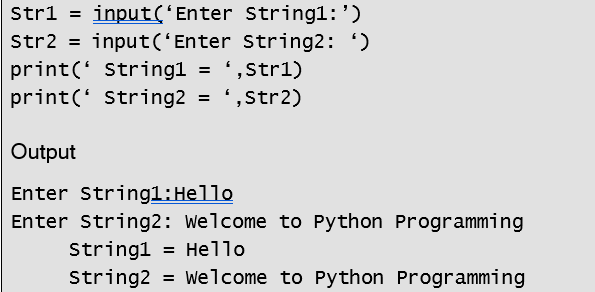 Str1 = input(‘Enter String1:’)
Str2 = input(‘Enter String2: ‘)
print(‘ String1 = ‘,Str1)
print(‘ String2 = ‘,Str2)
Output
Enter String1:Hello
Enter String2: Welcome to Python Programming
String1 = Hello
String2 = Welcome to Python Programming